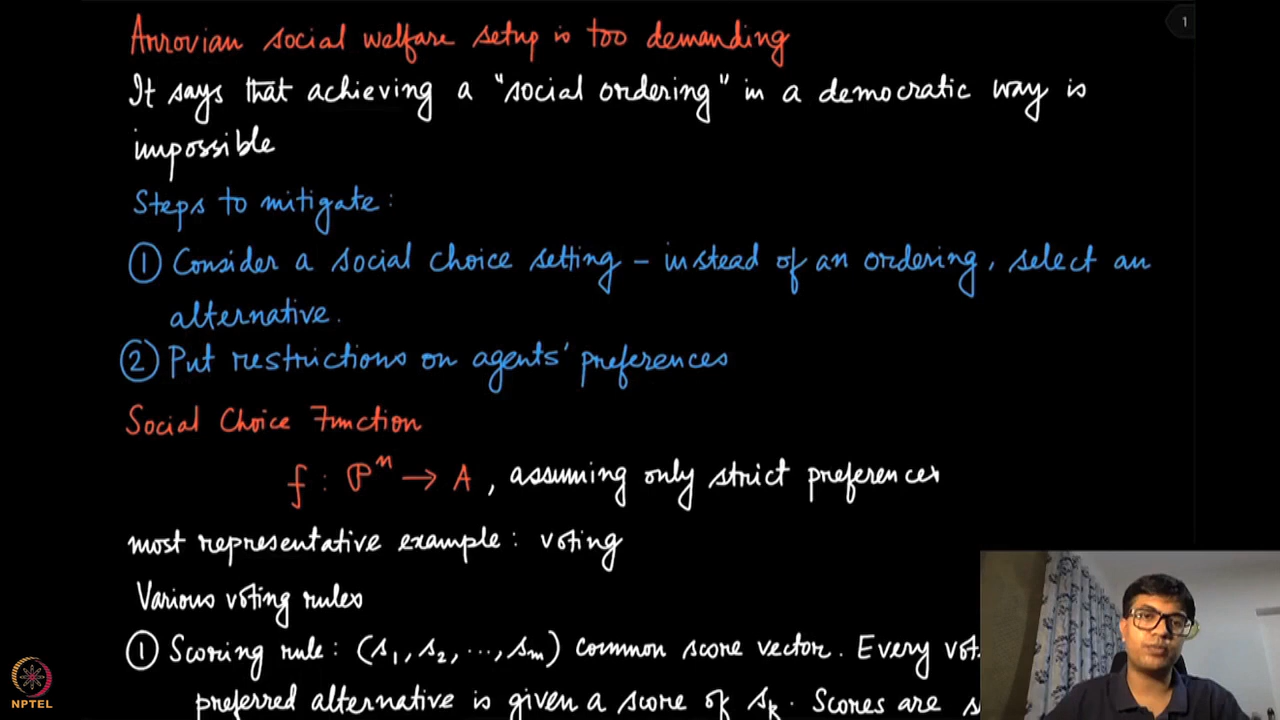 1
Arrovian social welfare setup is too demanding
It says that achieving a "social ordering" in a democratic way is
impossible
Steps to mitigate:
① Consider a social choice setting - instead of an ordering, select an
alternative.
② Put restrictions on agents' preferences
Social Choice Function
f : ℙⁿ → A, assuming only strict preferences
most representative example: voting
Various voting rules
① Scoring rule: (s₁, s₂, ..., sₘ) common score vector. Every
preferred alternative is given a score of sₖ. Scores are
NPTEL